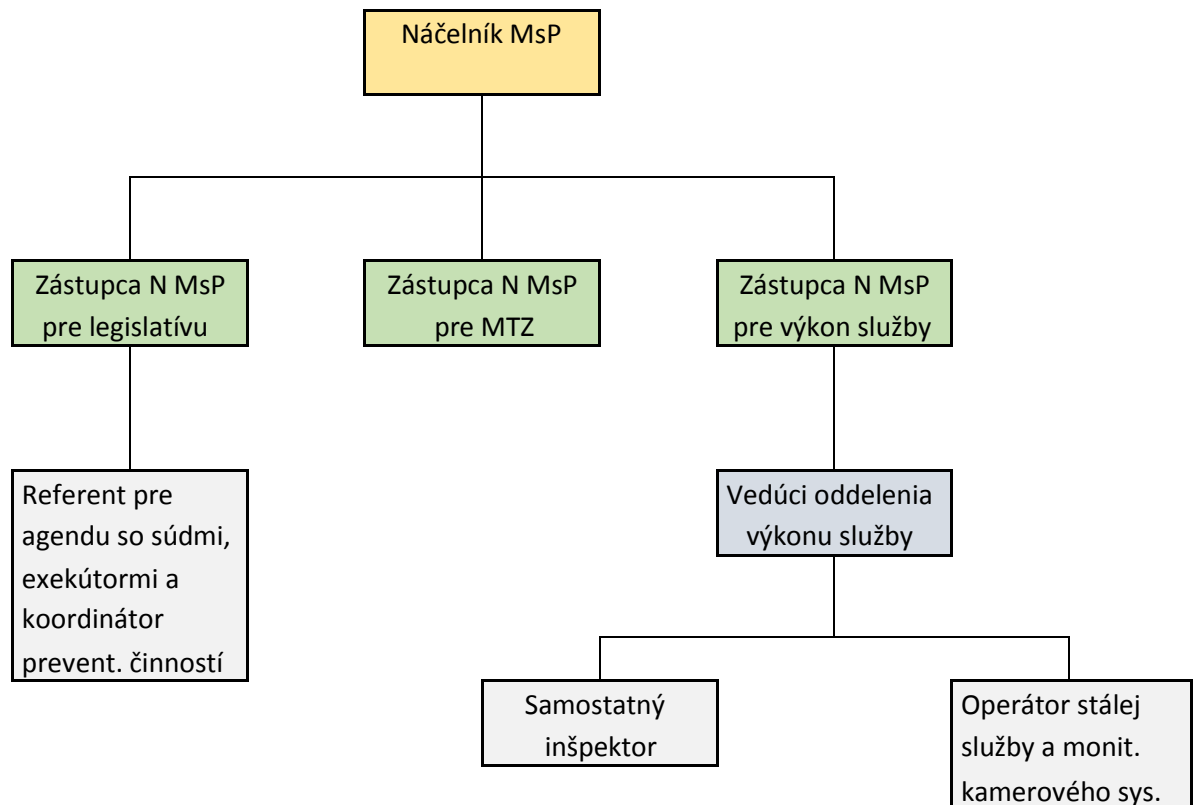 Náčelník MsP
Zástupca N MsP
pre legislatívu
Zástupca N MsP
pre MTZ
Zástupca N MsP
pre výkon služby
Referent pre
agendu so súdmi,
exekútormi a
koordinátor
prevent. činností
Vedúci oddelenia
výkonu služby
Samostatný
inšpektor
Operátor stálej
služby a monit.
kamerového sys.